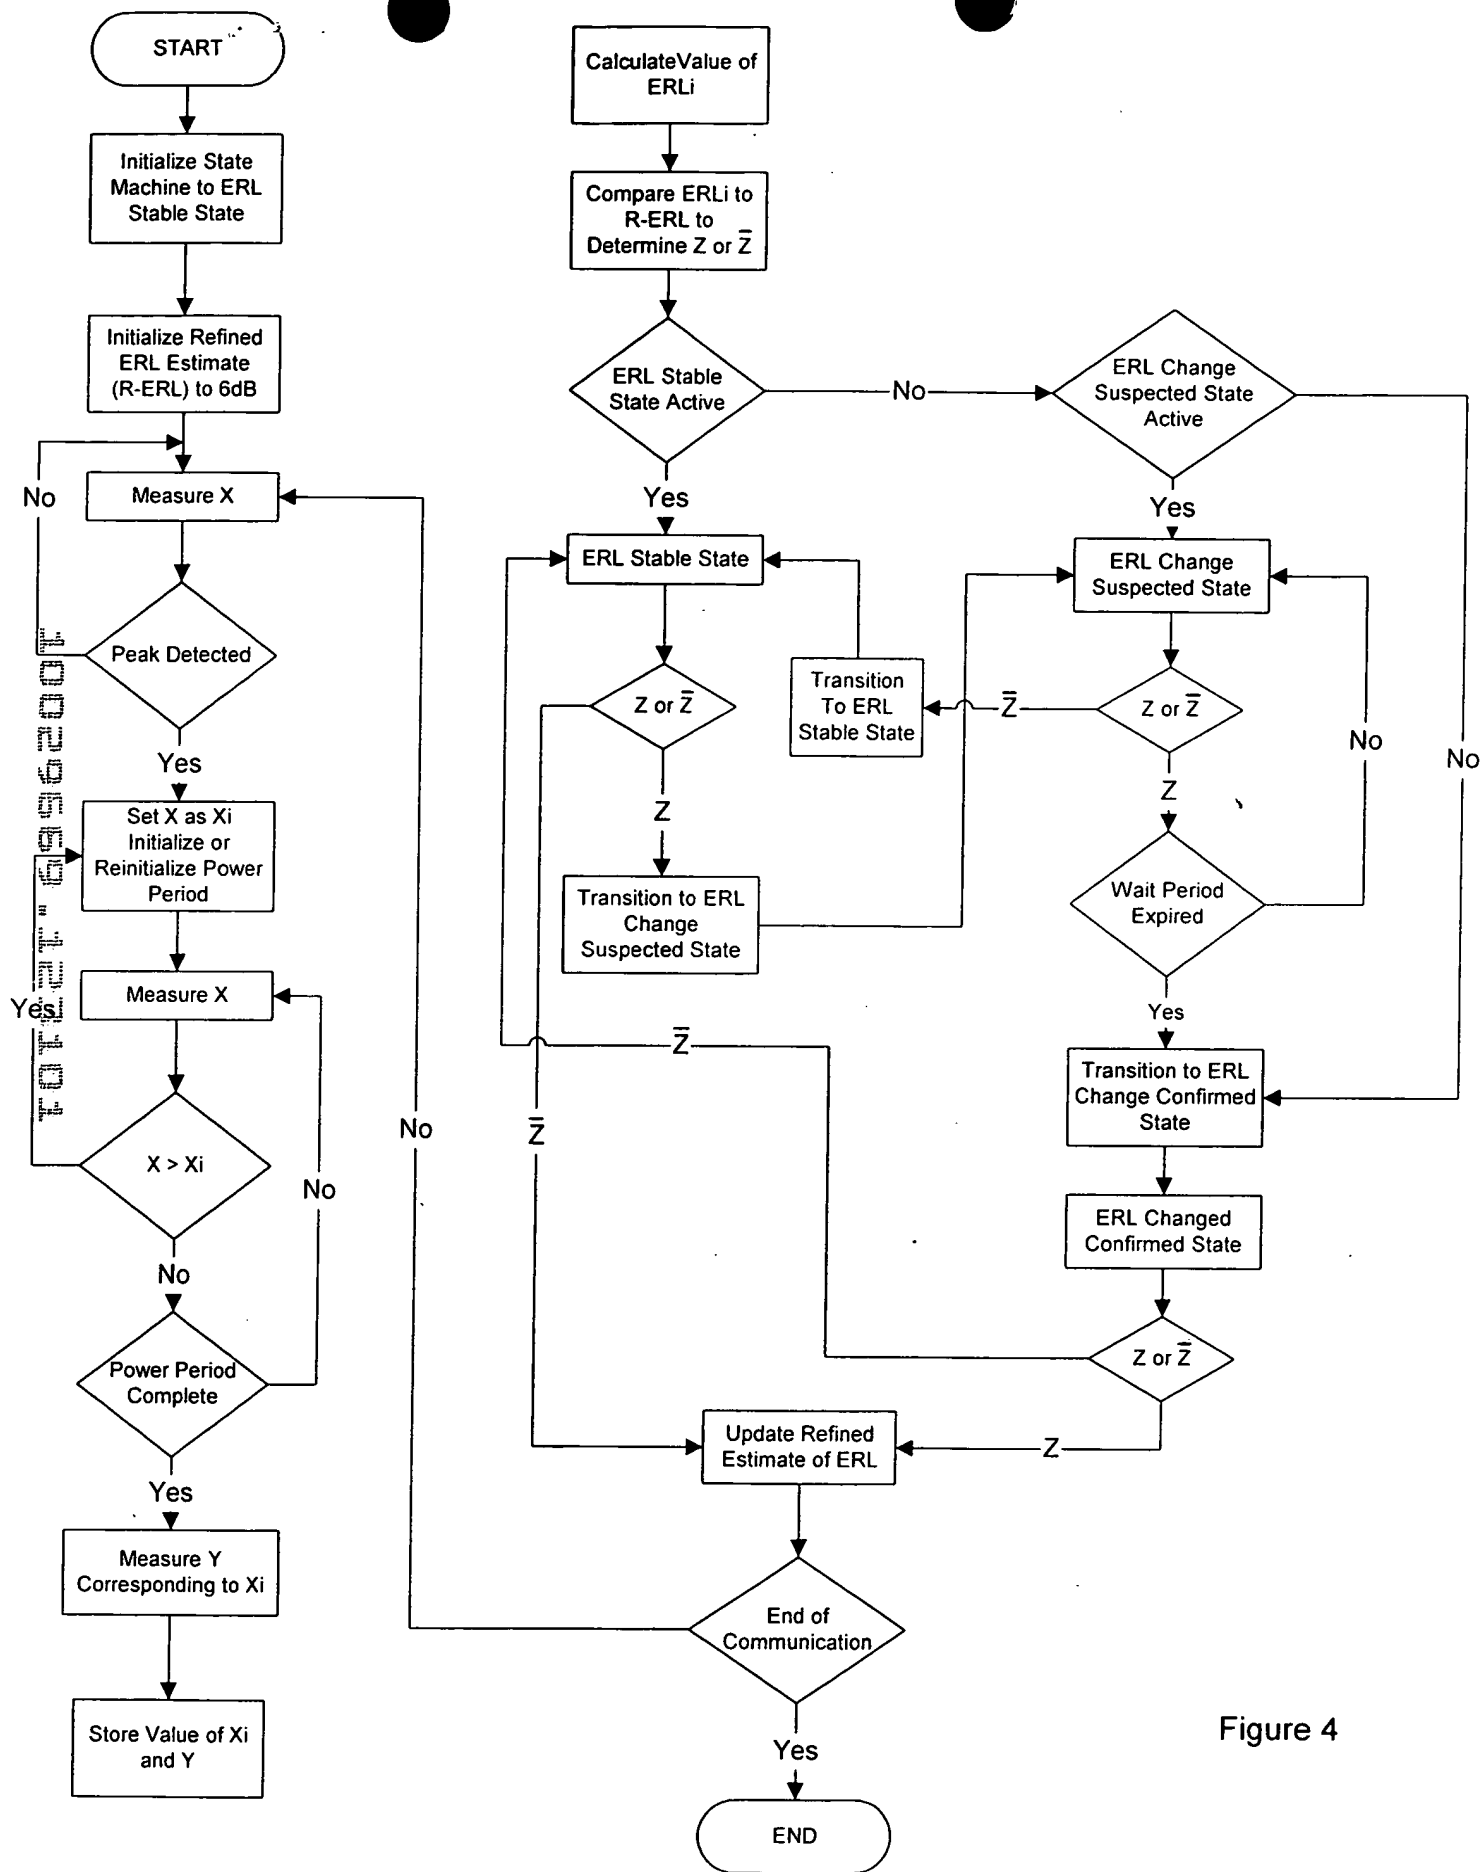 START
Initialize State
Machine to ERL
Stable State
Initialize Refined
ERL Estimate
(R-ERL) to 6dB
No
Measure X
Peak Detected
Yes
Set X as Xi
Initialize or
Reinitialize Power
Period
Measure X
Yes
X > Xi
No
No
Power Period
Complete
Yes
Measure Y
Corresponding to Xi
Store Value of Xi
and Y
CalculateValue of
ERLi
Compare ERLi to
R-ERL to
Determine Z or Z̅
ERL Stable
State Active
No
Yes
ERL Stable State
Z or Z̅
Z
Transition to ERL
Change
Suspected State
Z̅
Z̅
No
Transition
To ERL
Stable State
Z̅
ERL Change
Suspected State
Active
No
Yes
ERL Change
Suspected State
Z or Z̅
No
Z
Wait Period
Expired
Yes
Transition to ERL
Change Confirmed
State
ERL Changed
Confirmed State
Z or Z̅
Z
Update Refined
Estimate of ERL
End of
Communication
Yes
END
Figure 4